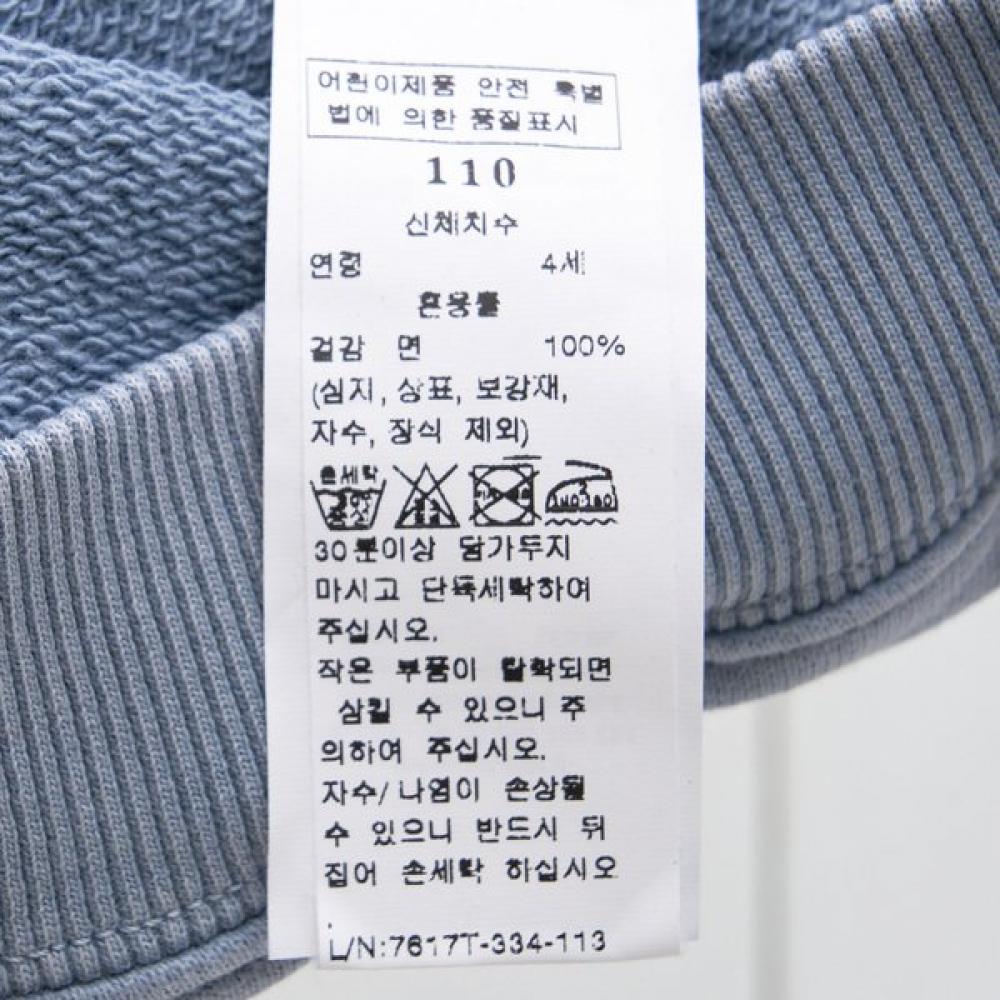 어린이제품 안전 특별
법에 의한 품질표시
110
신체치수
연령 4세
혼용률
겉감 면 100%
(심지, 상표, 보강재,
자수, 장식 제외)
손세탁
30분이상 담가두지
마시고 단독세탁하여
주십시오.
작은 부품이 탈락되면
삼킬 수 있으니 주
의하여 주십시오.
자수/나염이 손상될
수 있으니 반드시 뒤
집어 손세탁 하십시오
L/N:7617T-334-113